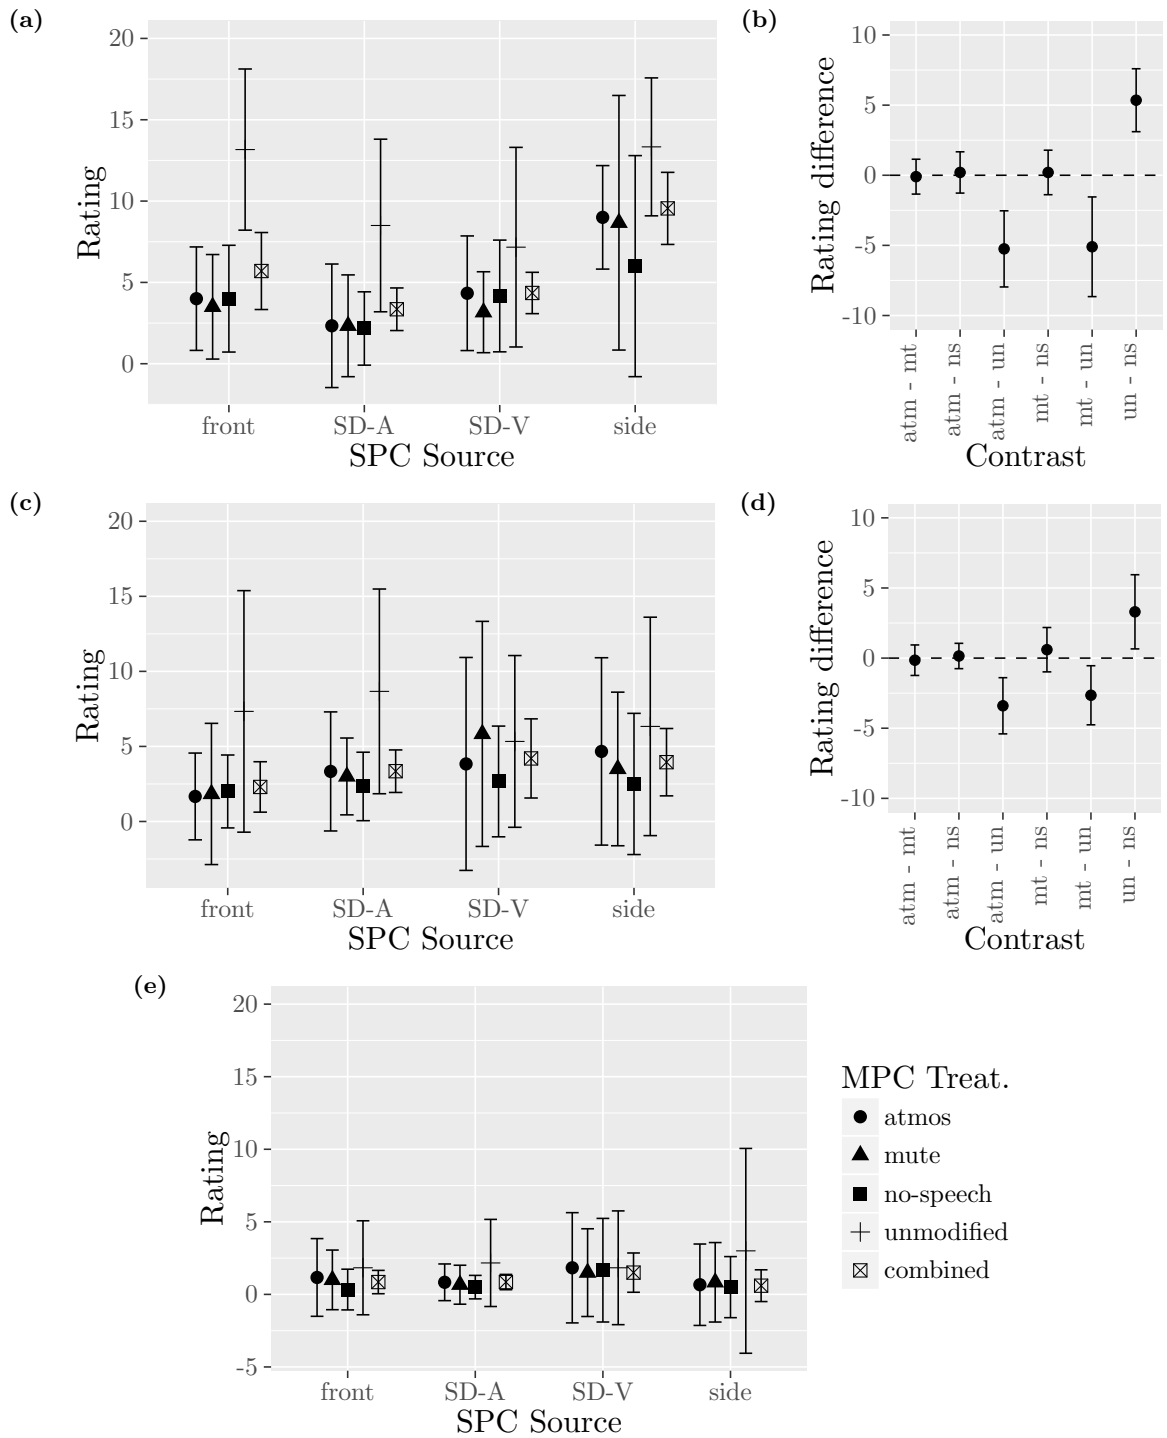 (a)
20
15
10
5
0
Rating
front SD-A SD-V side
SPC Source
(b)
10
5
0
-5
-10
Rating difference
atm - mt
atm - ns
atm - un
mt - ns
mt - un
un - ns
Contrast
(c)
20
15
10
5
0
Rating
front SD-A SD-V side
SPC Source
(d)
10
5
0
-5
-10
Rating difference
atm - mt
atm - ns
atm - un
mt - ns
mt - un
un - ns
Contrast
(e)
20
15
10
5
0
-5
Rating
front SD-A SD-V side
SPC Source
MPC Treat.
atmos
mute
no-speech
unmodified
combined